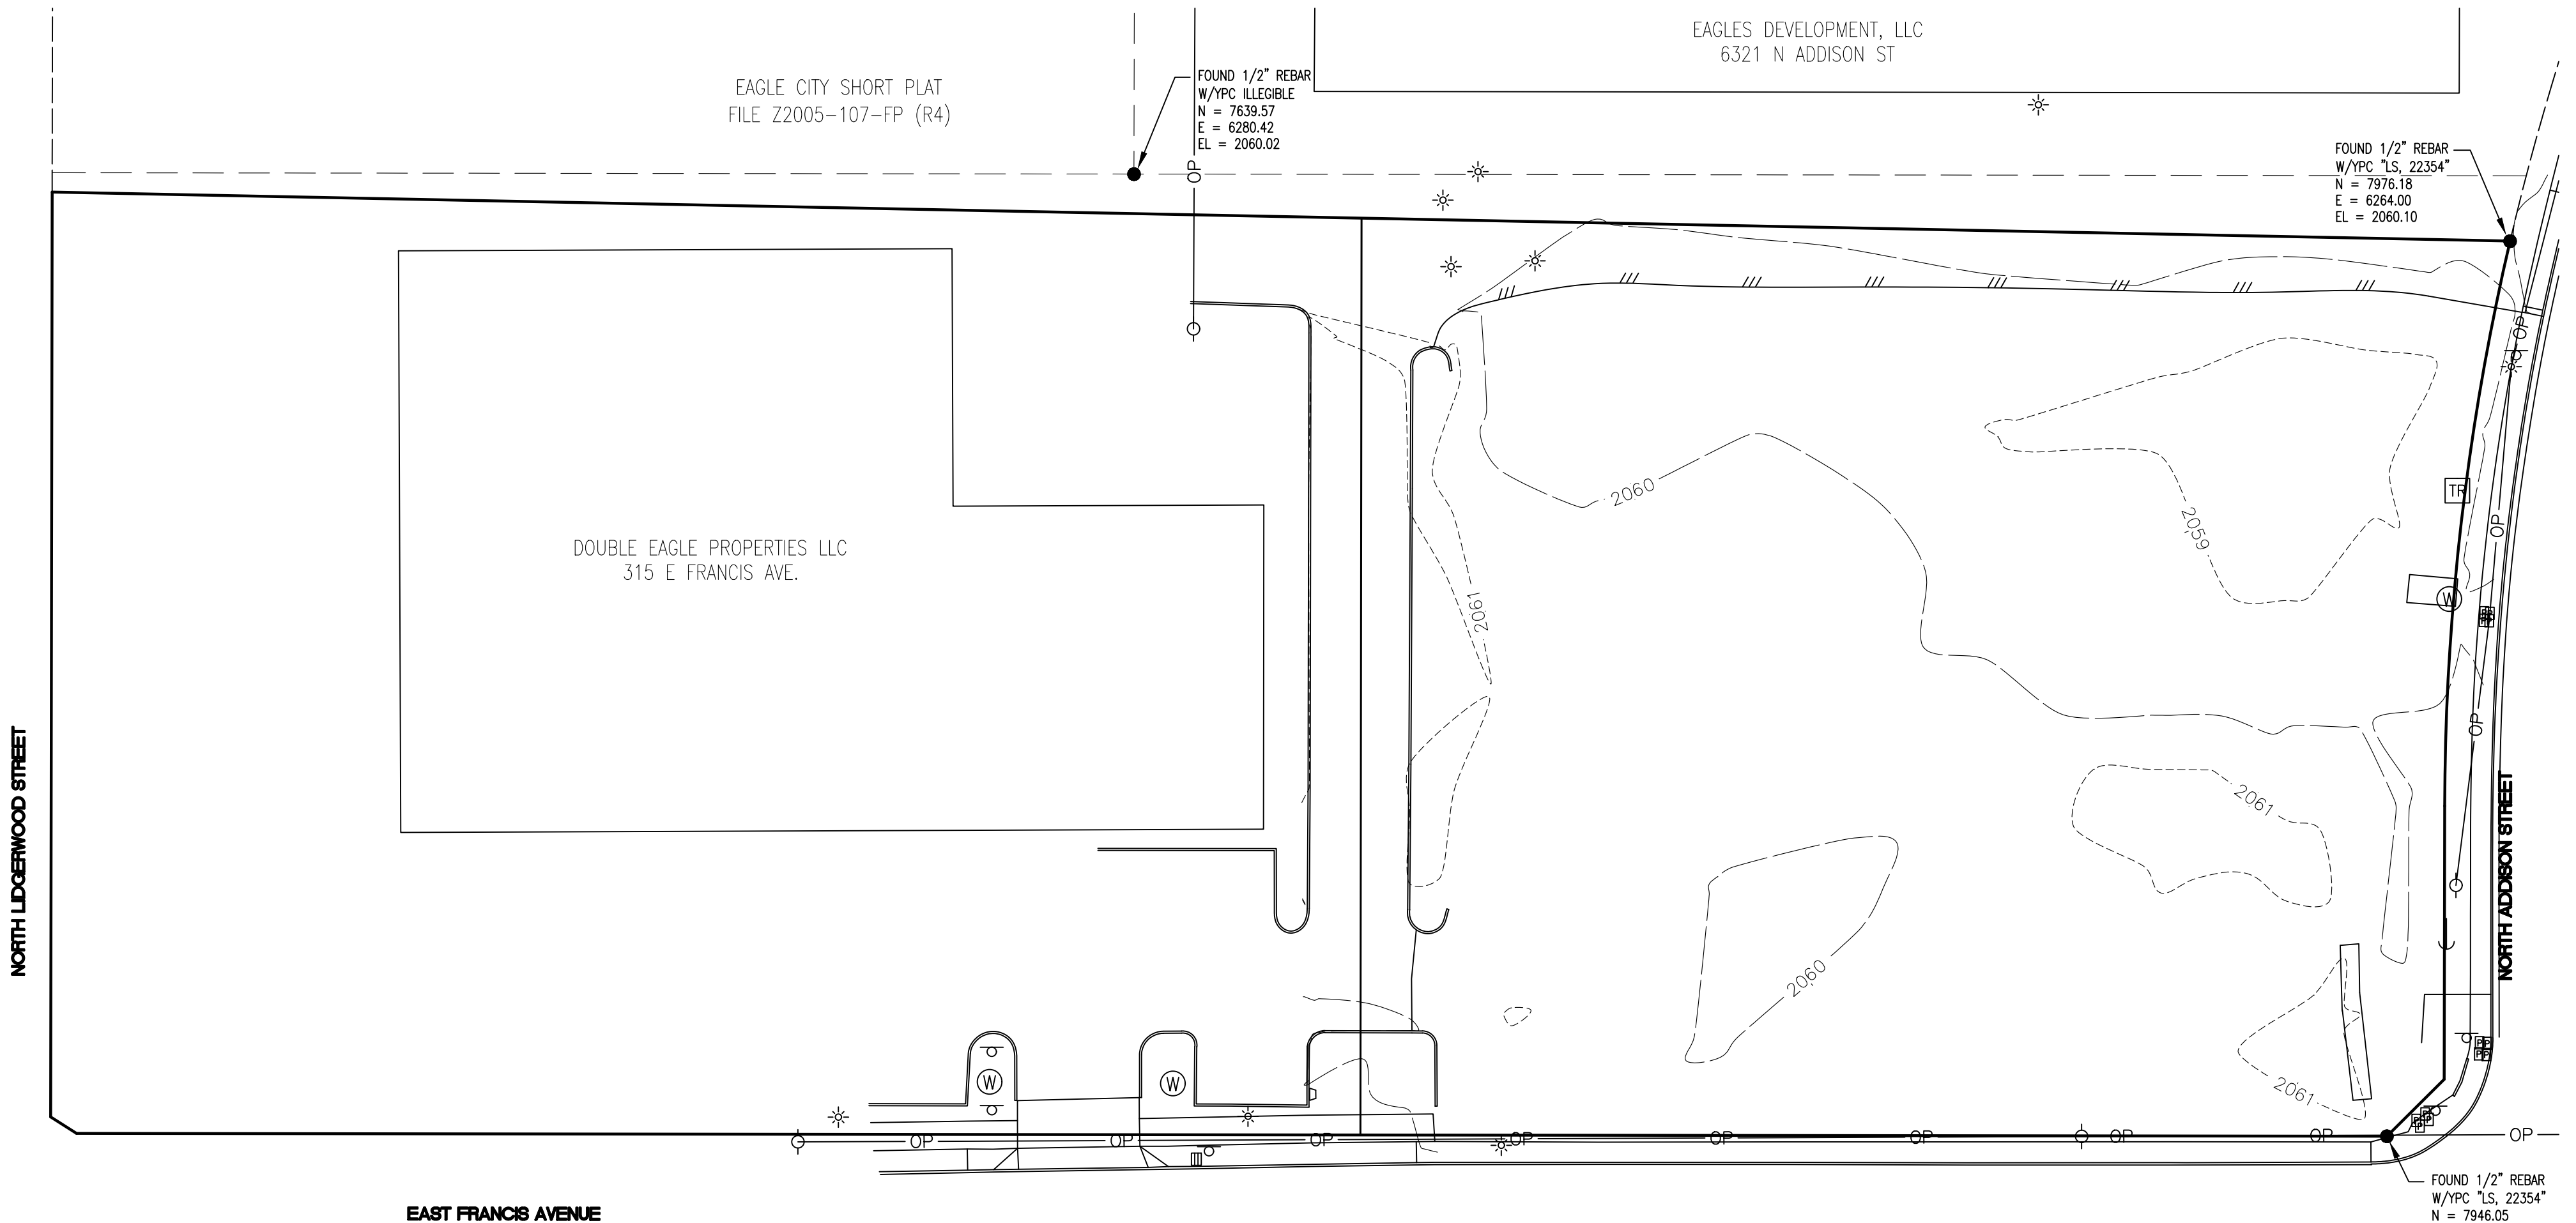 EAGLES DEVELOPMENT, LLC
6321 N ADDISON ST
EAGLE CITY SHORT PLAT
FILE Z2005-107-FP (R4)
FOUND 1/2" REBAR
W/YPC ILLEGIBLE
N = 7639.57
E = 6280.42
EL = 2060.02
OP
FOUND 1/2" REBAR
W/YPC "LS, 22354"
N = 7976.18
E = 6264.00
EL = 2060.10
OP
2060
TR
2059
OP
DOUBLE EAGLE PROPERTIES LLC
315 E FRANCIS AVE.
2061
W
P P
P P
OP
2061
NORTH LIDGERWOOD STREET
NORTH ADDISON STREET
2060
P P
P P
W
W
2061
P P
P P
OP
OP
OP
OP
OP
OP
OP
OP
OP
FOUND 1/2" REBAR
W/YPC "LS, 22354"
N = 7946.05
EAST FRANCIS AVENUE